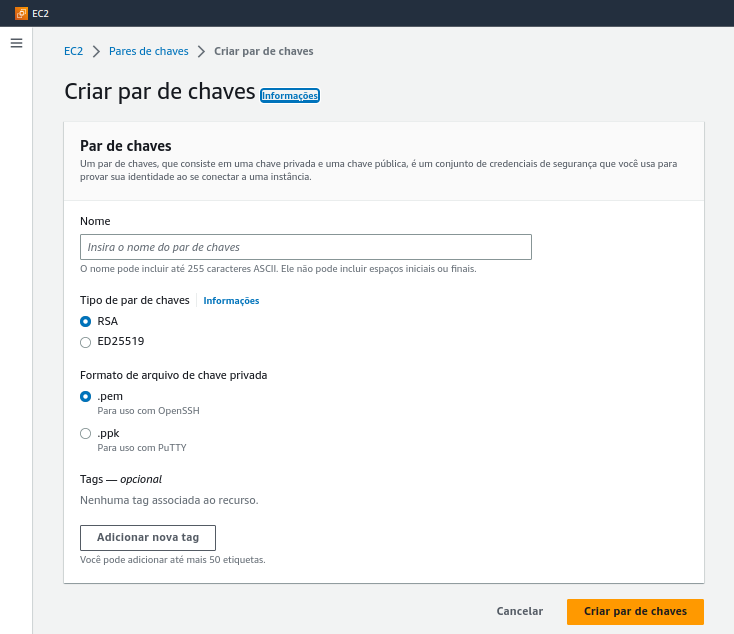 EC2
EC2 > Pares de chaves > Criar par de chaves
Criar par de chaves Informações
Par de chaves
Um par de chaves, que consiste em uma chave privada e uma chave pública, é um conjunto de credenciais de segurança que você usa para
provar sua identidade ao se conectar a uma instância.
Nome
Insira o nome do par de chaves
O nome pode incluir até 255 caracteres ASCII. Ele não pode incluir espaços iniciais ou finais.
Tipo de par de chaves Informações
RSA
ED25519
Formato de arquivo de chave privada
.pem
Para uso com OpenSSH
.ppk
Para uso com PuTTY
Tags — opcional
Nenhuma tag associada ao recurso.
Adicionar nova tag
Você pode adicionar até mais 50 etiquetas.
Cancelar Criar par de chaves